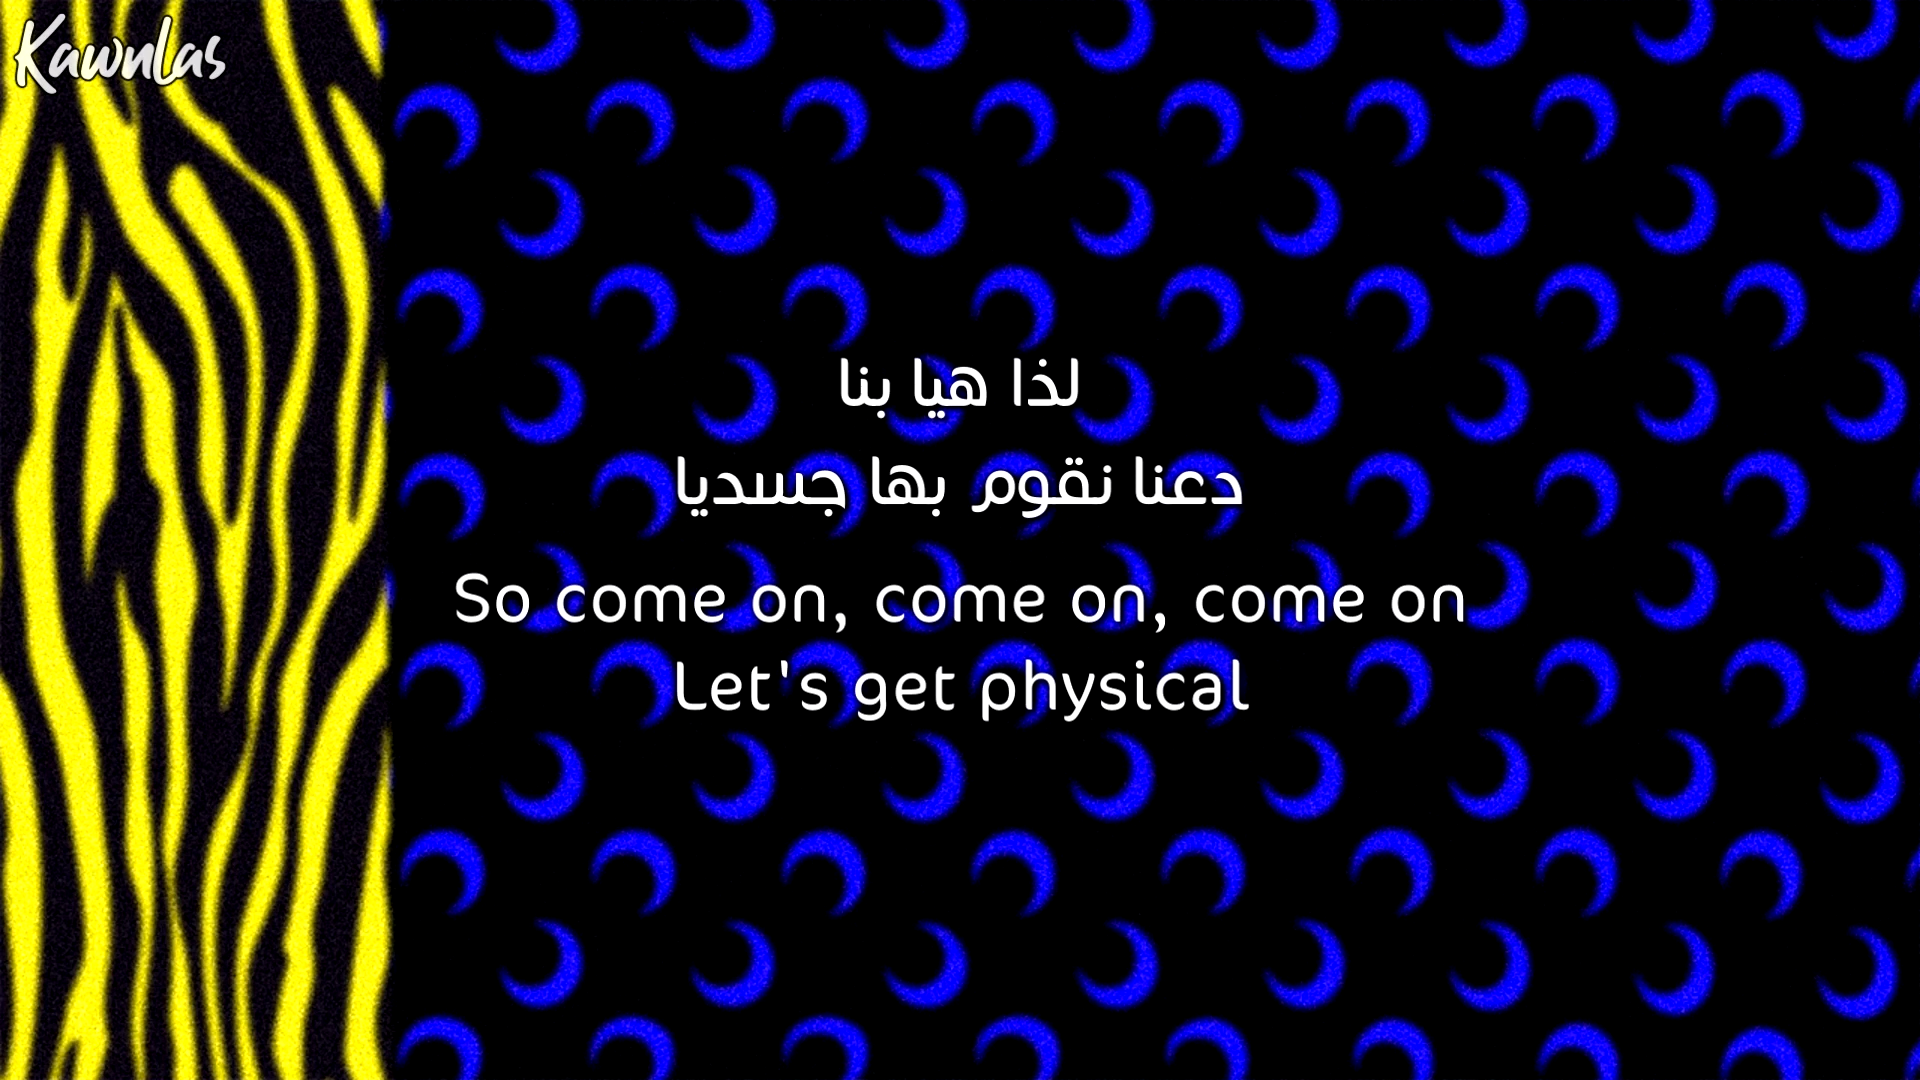 Kawnlas
لذا هيا بنا
دعنا نقوم بها جسديا
So come on, come on, come on
Let's get physical